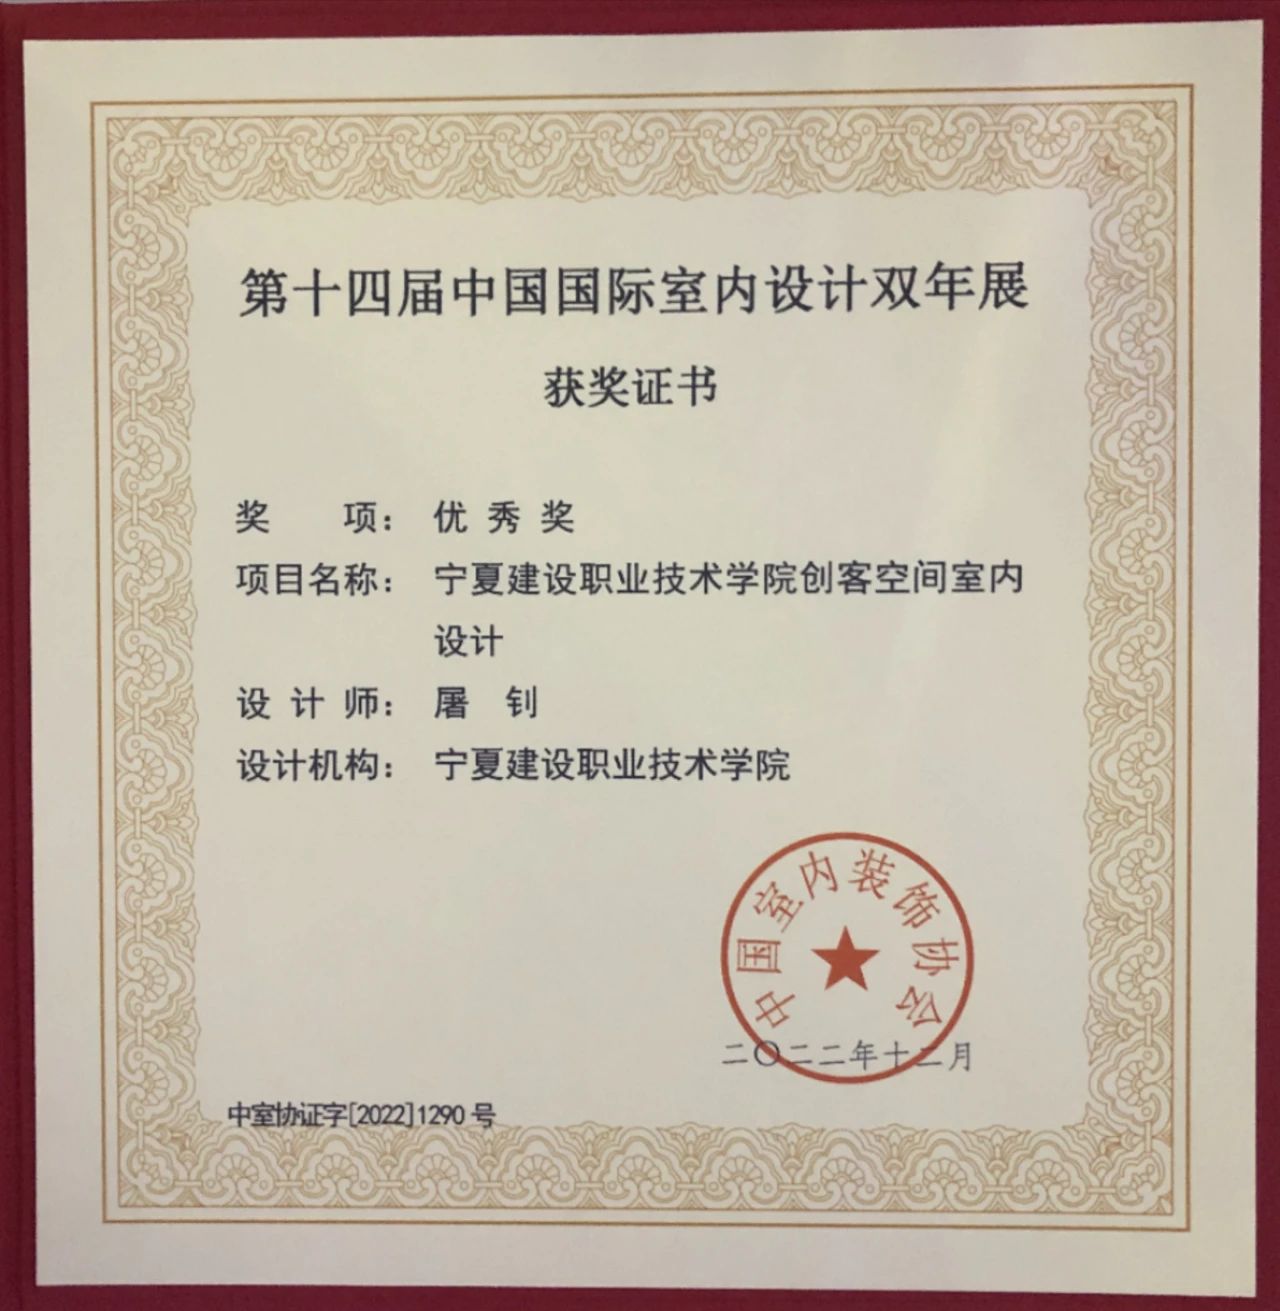 第十四届中国国际室内设计双年展
获奖证书
奖 项： 优 秀 奖
项目名称： 宁夏建设职业技术学院创客空间室内
设计
设 计 师： 屠 钊
设计机构： 宁夏建设职业技术学院
中国室内装饰协会
二〇二二年十二月
中室协证字[2022]1290 号